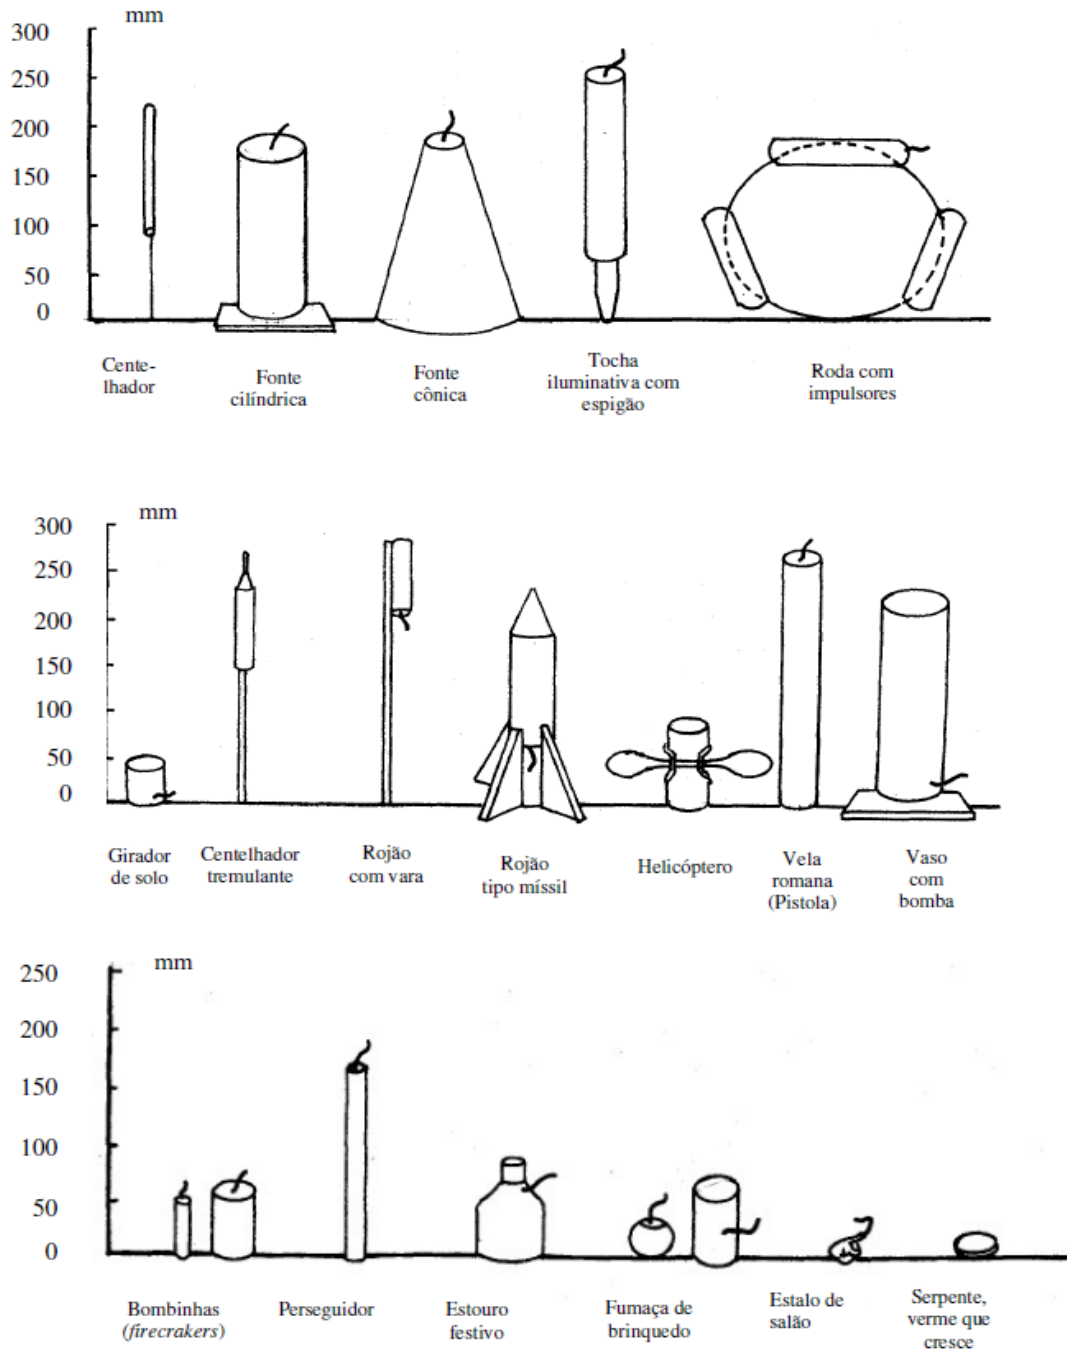 mm
300
250
200
150
100
50
0
Cente-
lhador
Fonte
cilíndrica
Fonte
cônica
Tocha
iluminativa com
espigão
Roda com
impulsores
mm
300
250
200
150
100
50
0
Girador
de solo
Centelhador
tremulante
Rojão
com vara
Rojão
tipo míssil
Helicóptero
Vela
romana
(Pistola)
Vaso
com
bomba
mm
250
200
150
100
50
0
Bombinhas
(firecrakers)
Perseguidor
Estouro
festivo
Fumaça de
brinquedo
Estalo de
salão
Serpente,
verme que
cresce